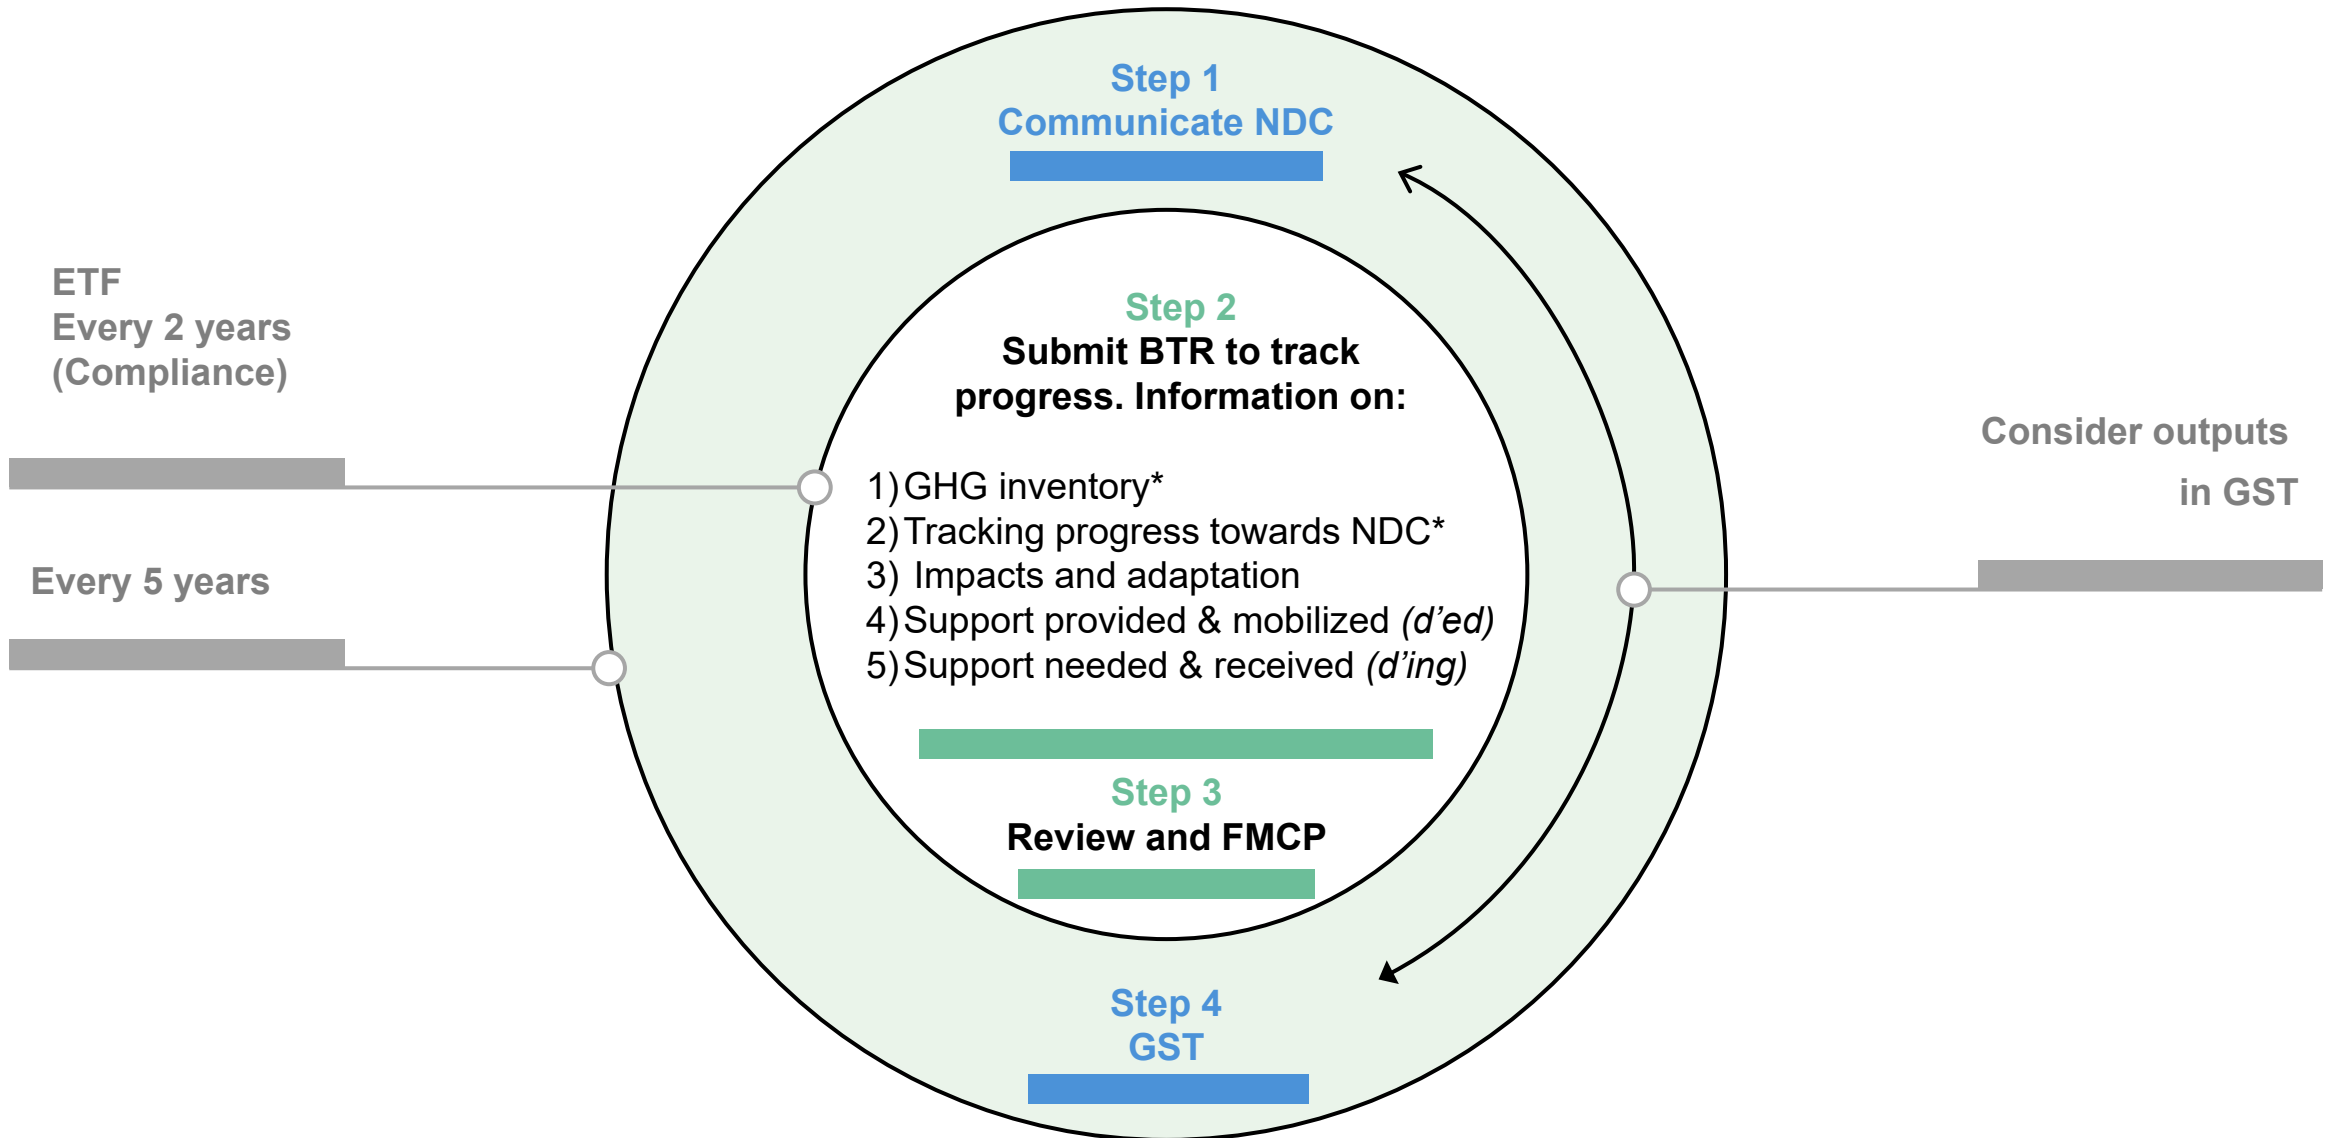 Step 1
Communicate NDC
ETF
Every 2 years
(Compliance)
Every 5 years
Step 2
Submit BTR to track
progress. Information on:
1) GHG inventory*
2) Tracking progress towards NDC*
3) Impacts and adaptation
4) Support provided & mobilized (d’ed)
5) Support needed & received (d’ing)
Step 3
Review and FMCP
Consider outputs
in GST
Step 4
GST